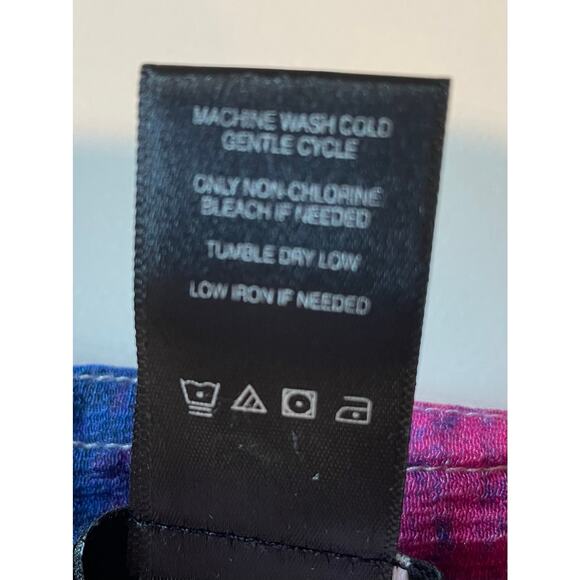 MACHINE WASH COLD
GENTLE CYCLE
ONLY NON-CHLORINE
BLEACH IF NEEDED
TUMBLE DRY LOW
LOW IRON IF NEEDED